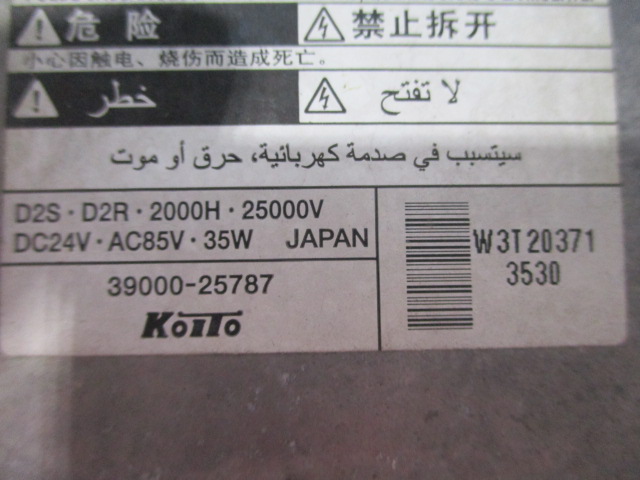 危险
禁止拆开
小心因触电、烧伤而造成死亡。
خطر
لا تفتح
سيتسبب في صدمة كهربائية، حرق أو موت
D2S · D2R · 2000H · 25000V
DC24V · AC85V · 35W JAPAN
39000-25787
KOITO
W3T20371
3530